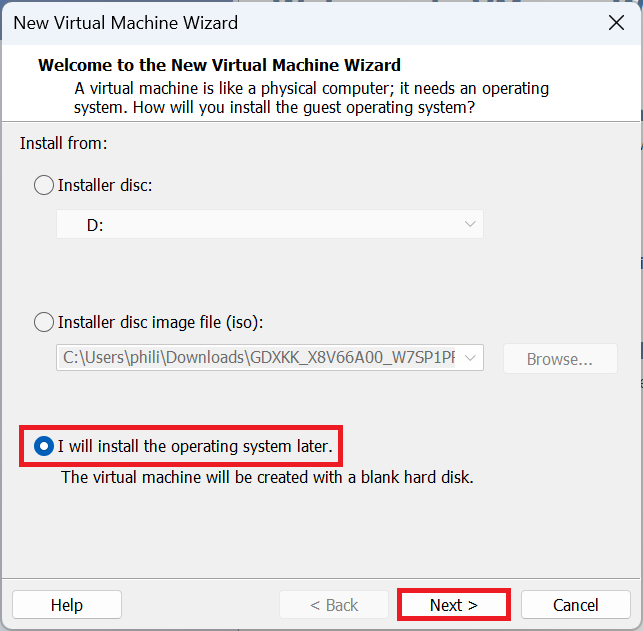 New Virtual Machine Wizard
Welcome to the New Virtual Machine Wizard
A virtual machine is like a physical computer; it needs an operating
system. How will you install the guest operating system?
Install from:
Installer disc:
D:
Installer disc image file (iso):
C:\Users\phili\Downloads\GDXKK_X8V66A00_W7SP1PF
Browse...
I will install the operating system later.
The virtual machine will be created with a blank hard disk.
Help
< Back
Next >
Cancel